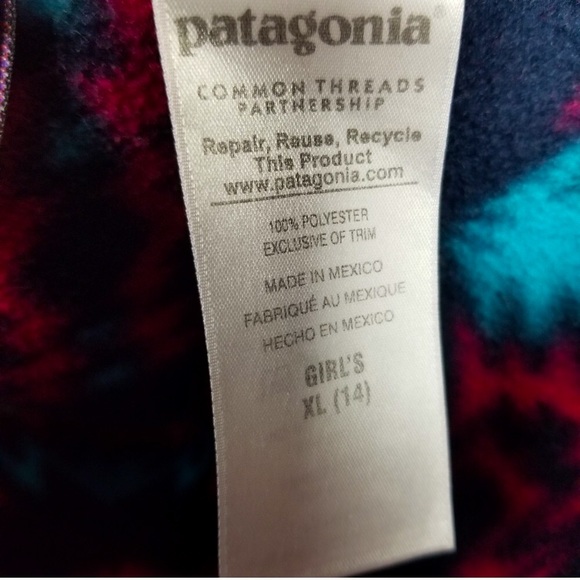 patagonia®
COMMON THREADS
PARTNERSHIP
Repair, Reuse, Recycle
This Product
www.patagonia.com
100% POLYESTER
EXCLUSIVE OF TRIM
MADE IN MEXICO
FABRIQUÉ AU MEXIQUE
HECHO EN MEXICO
GIRL'S
XL (14)